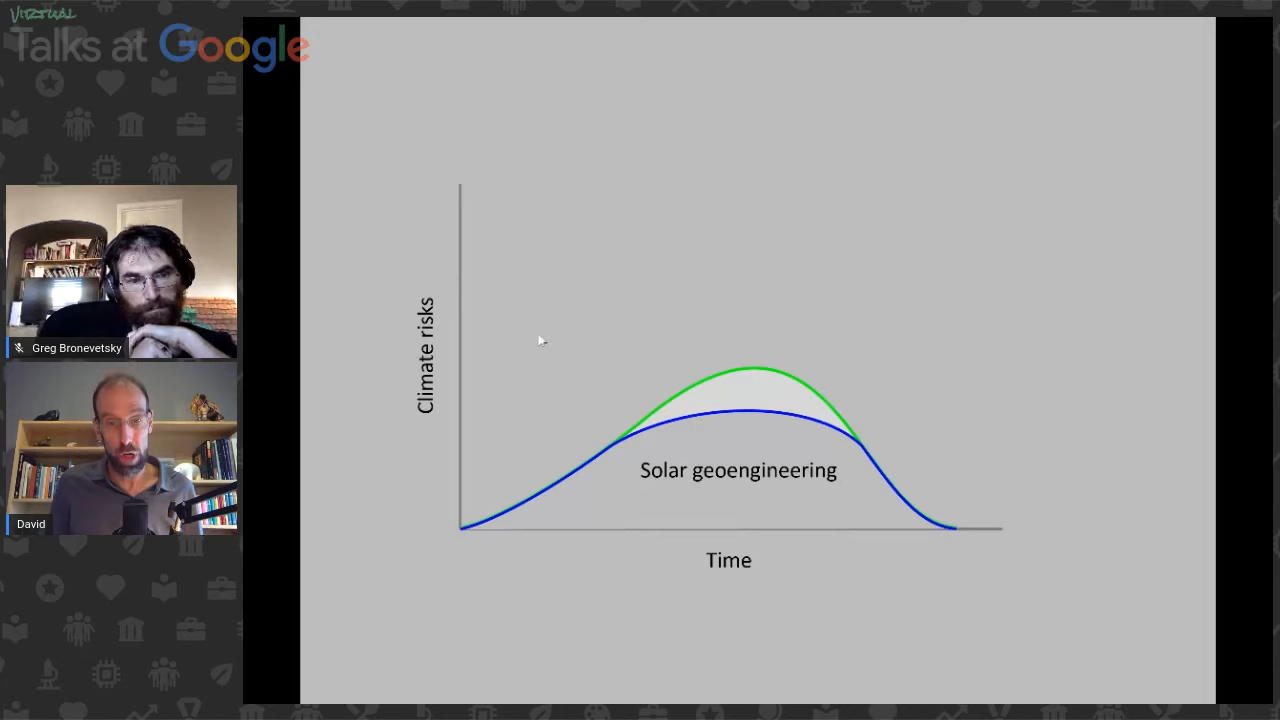 VIRTUAL
Talks at Google
Greg Bronevetsky
David
Climate risks
Solar geoengineering
Time